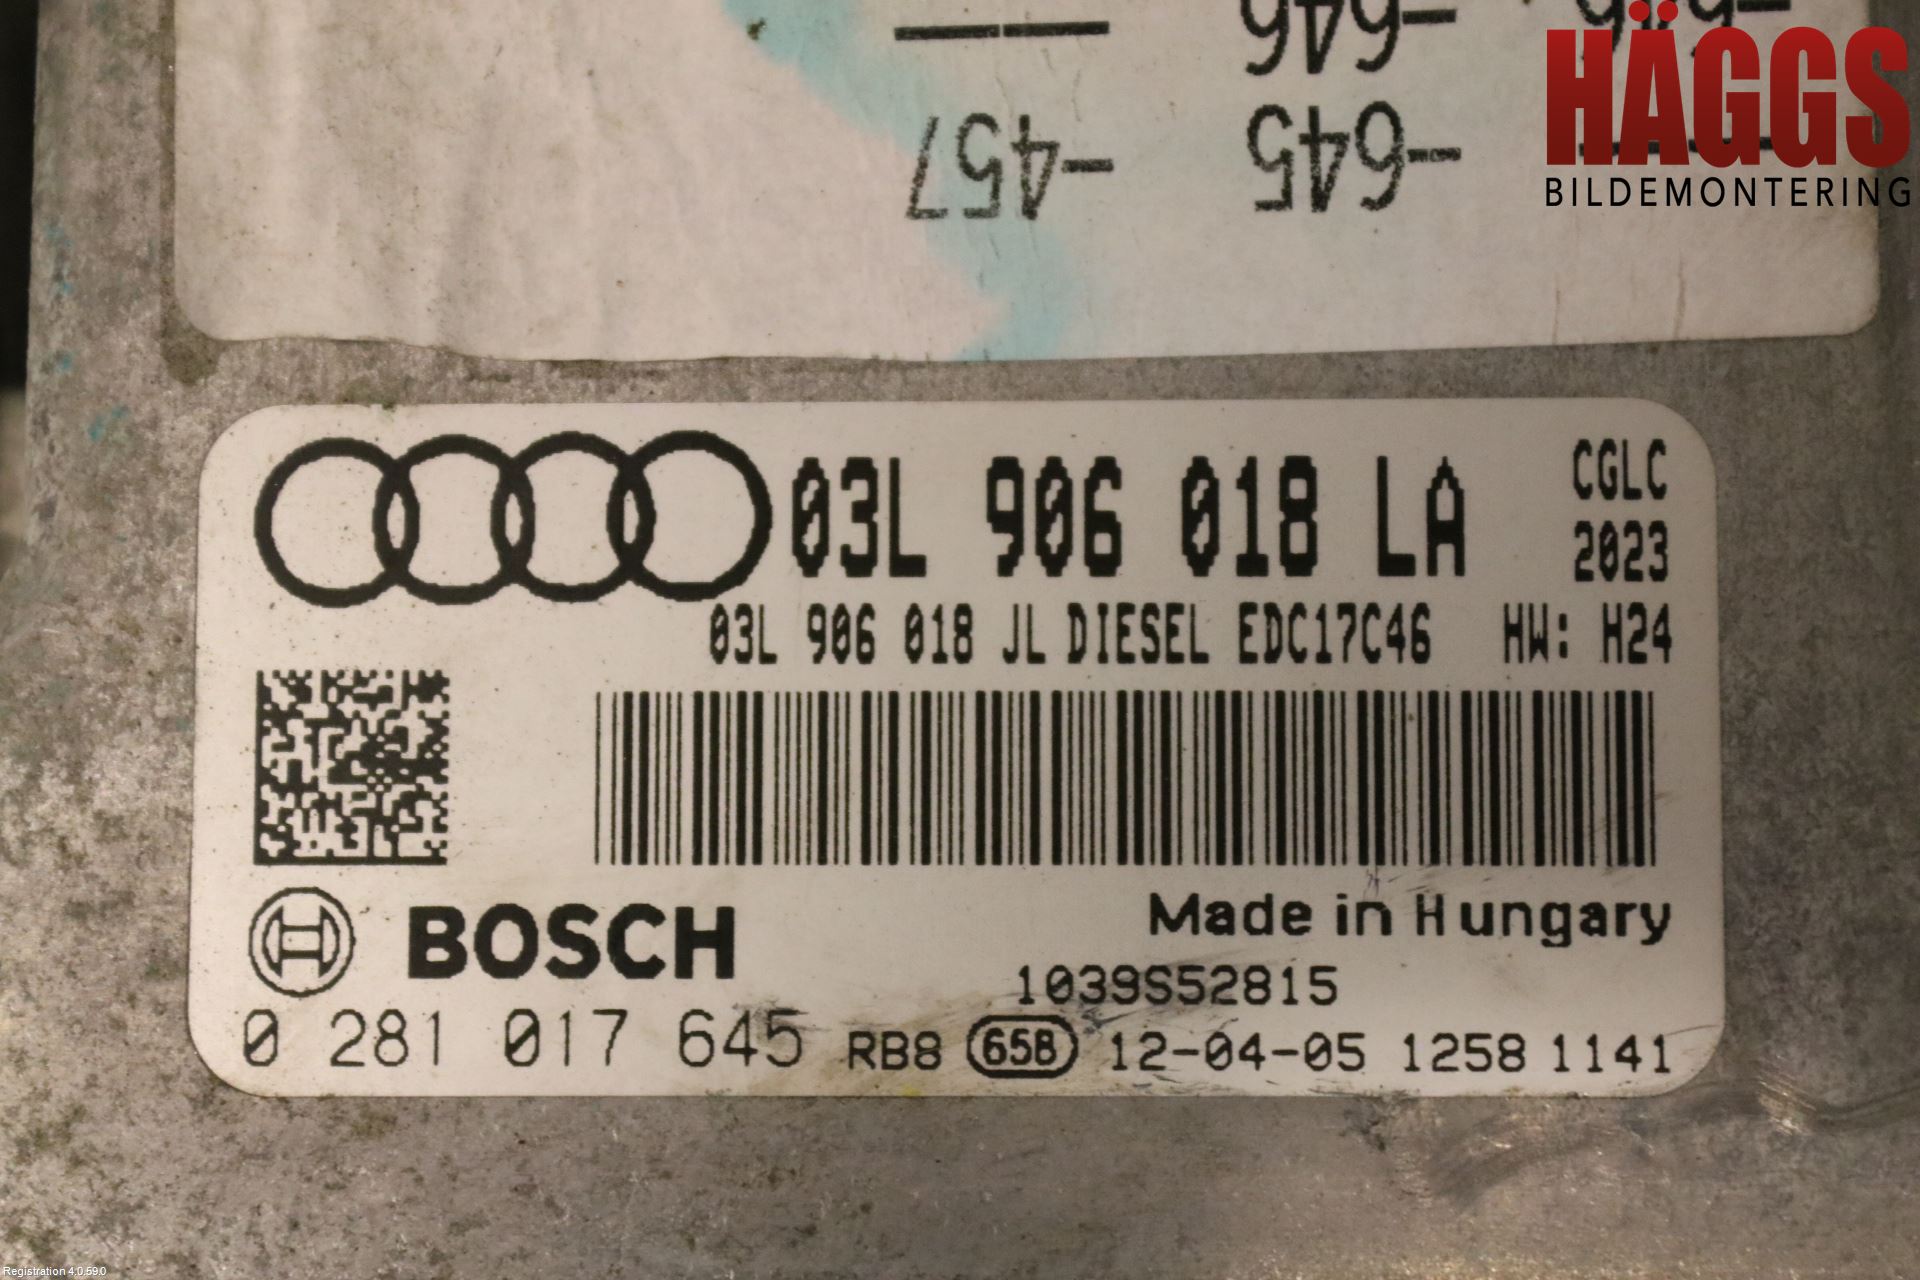 -646
-645
-457
HÄGGS
BILDEMONTERING
03L 906 018 LA
CGLC
2023
03L 906 018 JL DIESEL EDC17C46 HW: H24
BOSCH
Made in Hungary
1039S52815
0 281 017 645 RB8 65B 12-04-05 1258 1141
Registration 4.0.59.0